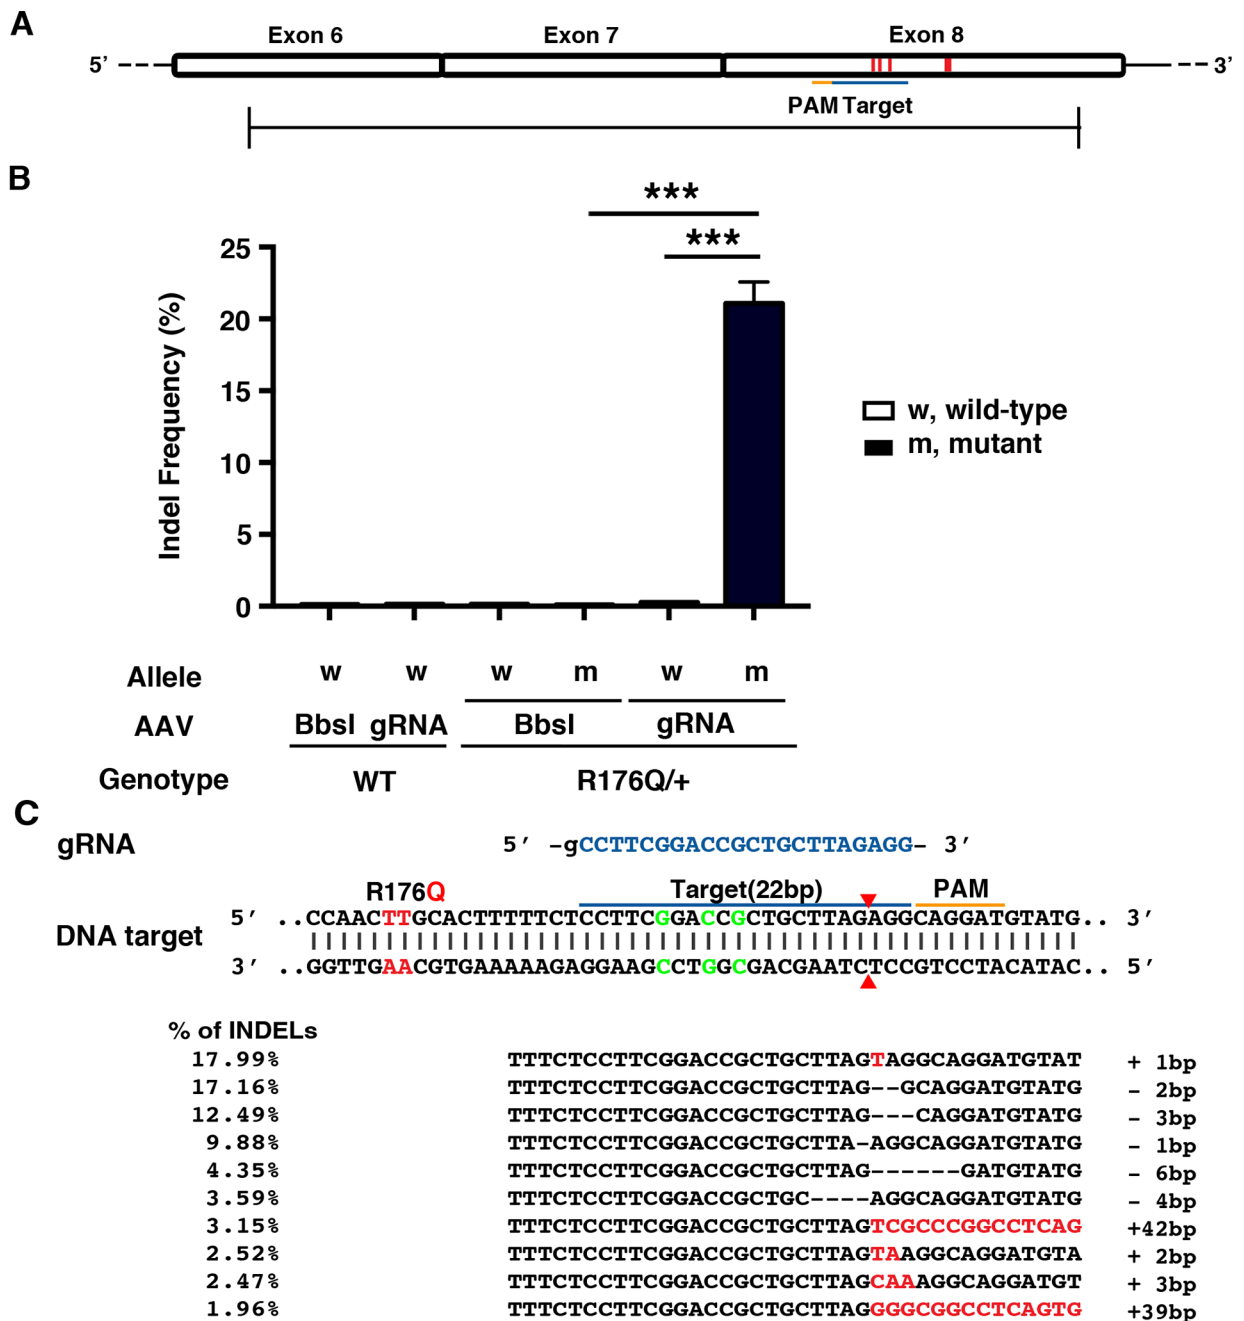 A
Exon 6 Exon 7 Exon 8
5’ 3’
PAM Target
B
*** 
***
25
20
15
10
5
0
Indel Frequency (%)
w, wild-type
m, mutant
Allele w w w m w m
AAV BbsI gRNA BbsI gRNA
Genotype WT R176Q/+
C
gRNA 5’ -gCCTTCGGACCGCTGCTTAGAGG- 3’
R176Q Target(22bp) PAM
5’ ..CCAACTTGCACTTTTTCTCCTTCGGACCGCTGCTTAGAGGCAGGATGTATG.. 3’
DNA target
3’ ..GGTTGAACGTGAAAAAGAGGAAGCCTGGCGACGAATCTCCGTCCTACATAC.. 5’
% of INDELs
17.99% TTTCTCCTTCGGACCGCTGCTTAGTAGGCAGGATGTAT + 1bp
17.16% TTTCTCCTTCGGACCGCTGCTTAG--GCAGGATGTATG - 2bp
12.49% TTTCTCCTTCGGACCGCTGCTTAG---CAGGATGTATG - 3bp
9.88% TTTCTCCTTCGGACCGCTGCTTA-AGGCAGGATGTATG - 1bp
4.35% TTTCTCCTTCGGACCGCTGCTTAG------GATGTATG - 6bp
3.59% TTTCTCCTTCGGACCGCTGC----AGGCAGGATGTATG - 4bp
3.15% TTTCTCCTTCGGACCGCTGCTTAGTCGCCCGGCCTCAG +42bp
2.52% TTTCTCCTTCGGACCGCTGCTTAGTAAGGCAGGATGTA + 2bp
2.47% TTTCTCCTTCGGACCGCTGCTTAGCAAAGGCAGGATGT + 3bp
1.96% TTTCTCCTTCGGACCGCTGCTTAGGGGCGGCCTCAGTG +39bp